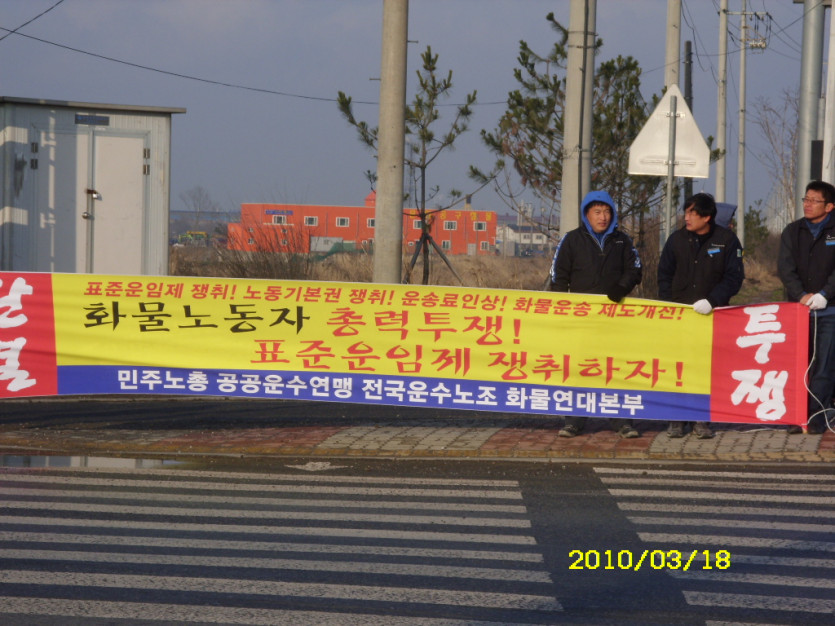 단결
표준운임제 쟁취! 노동기본권 쟁취! 운송료인상! 화물운송 제도개선!
화물노동자 총력투쟁!
표준운임제 쟁취하자!
민주노총 공공운수연맹 전국운수노조 화물연대본부
투쟁
2010/03/18